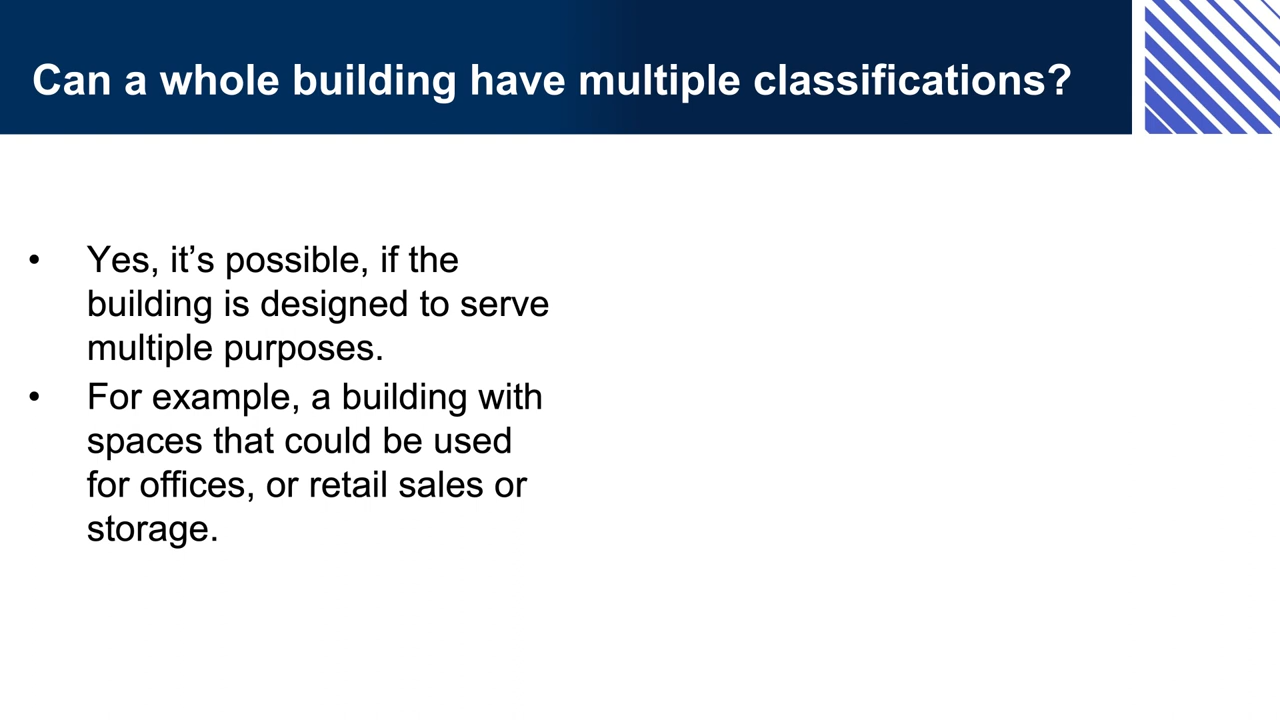 Can a whole building have multiple classifications?
• Yes, it’s possible, if the
building is designed to serve
multiple purposes.
• For example, a building with
spaces that could be used
for offices, or retail sales or
storage.